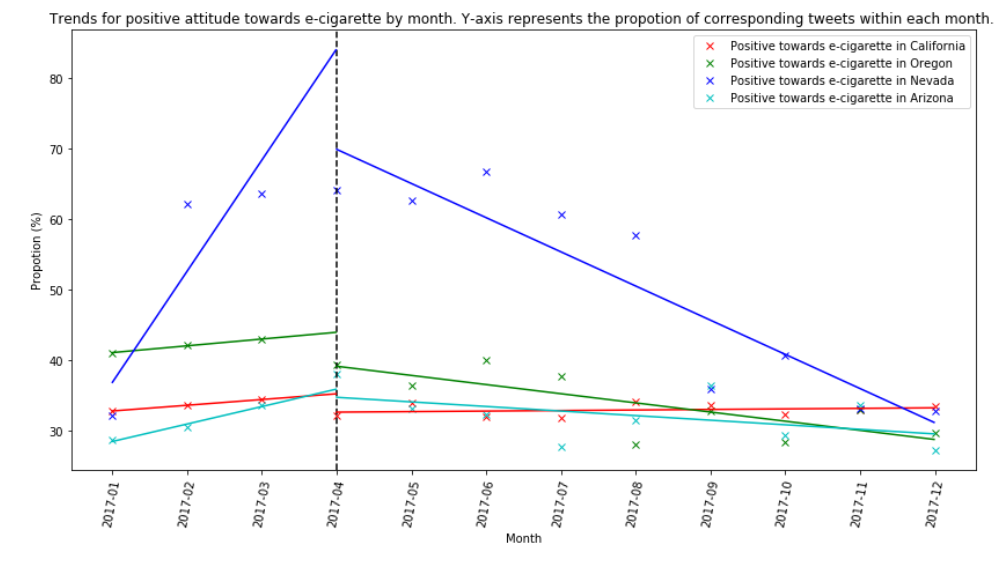 Trends for positive attitude towards e-cigarette by month. Y-axis represents the propotion of corresponding tweets within each month.
Positive towards e-cigarette in California
Positive towards e-cigarette in Oregon
Positive towards e-cigarette in Nevada
Positive towards e-cigarette in Arizona
80
70
60
50
40
30
Propotion (%)
2017-01
2017-02
2017-03
2017-04
2017-05
2017-06
2017-07
2017-08
2017-09
2017-10
2017-11
2017-12
Month